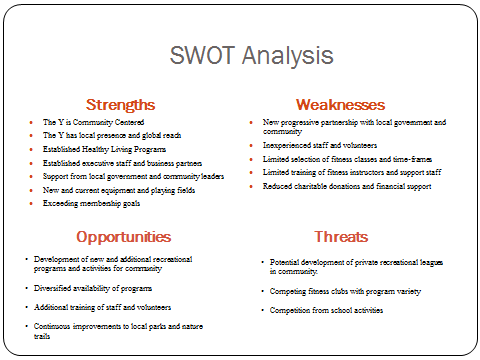 SWOT Analysis
Strengths
The Y is Community Centered
The Y has local presence and global reach
Established Healthy Living Programs
Established executive staff and business partners
Support from local government and community leaders
New and current equipment and playing fields
Exceeding membership goals
Weaknesses
New progressive partnership with local government and
community
Inexperienced staff and volunteers
Limited selection of fitness classes and time-frames
Limited training of fitness instructors and support staff
Reduced charitable donations and financial support
Opportunities
Development of new and additional recreational
programs and activities for community
Diversified availability of programs
Additional training of staff and volunteers
Continuous improvements to local parks and nature
trails
Threats
Potential development of private recreational leagues
in community.
Competing fitness clubs with program variety
Competition from school activities